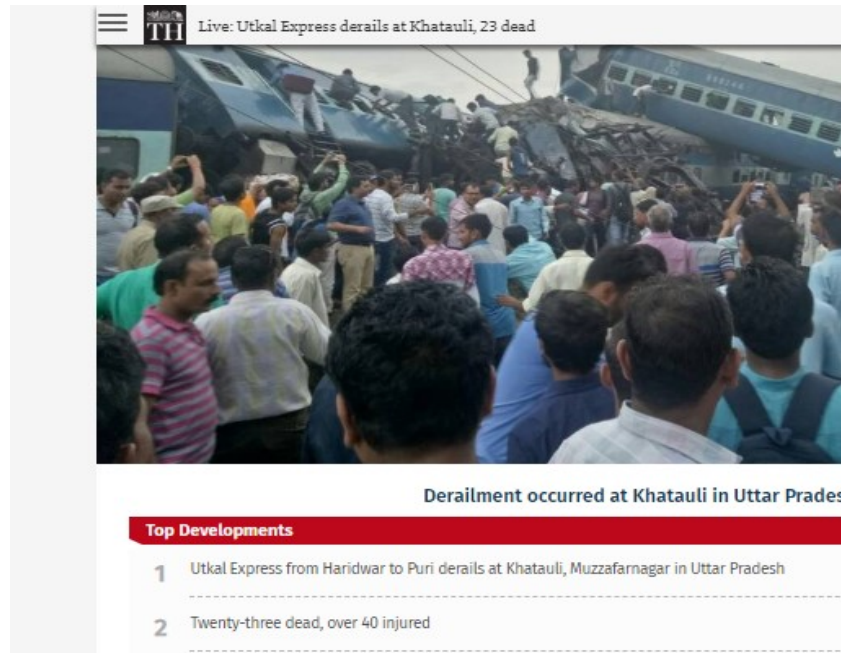 TH Live: Utkal Express derails at Khatauli, 23 dead
Derailment occurred at Khatauli in Uttar Prades
Top Developments
1 Utkal Express from Haridwar to Puri derails at Khatauli, Muzzafarnagar in Uttar Pradesh
2 Twenty-three dead, over 40 injured